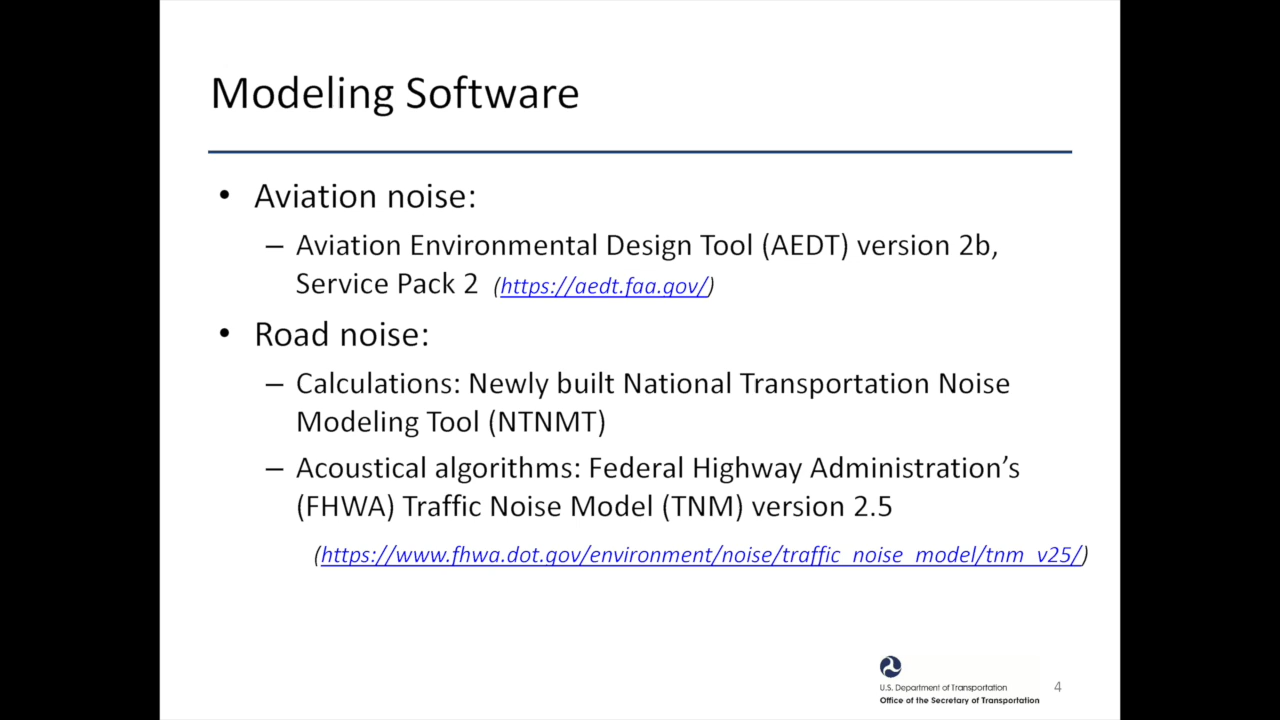 Modeling Software
• Aviation noise:
– Aviation Environmental Design Tool (AEDT) version 2b,
Service Pack 2 (https://aedt.faa.gov/)
• Road noise:
– Calculations: Newly built National Transportation Noise
Modeling Tool (NTNMT)
– Acoustical algorithms: Federal Highway Administration’s
(FHWA) Traffic Noise Model (TNM) version 2.5
(https://www.fhwa.dot.gov/environment/noise/traffic_noise_model/tnm_v25/)
U.S. Department of Transportation
Office of the Secretary of Transportation
4